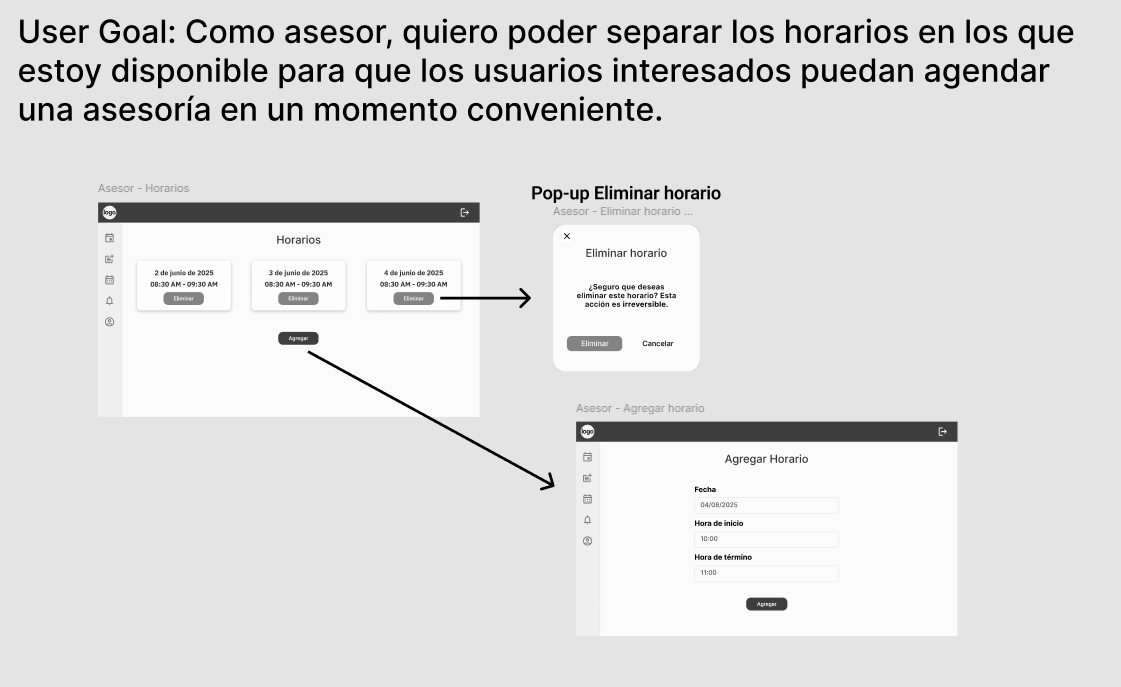 User Goal: Como asesor, quiero poder separar los horarios en los que
estoy disponible para que los usuarios interesados puedan agendar
una asesoría en un momento conveniente.
Asesor - Horarios
logo
Horarios
2 de junio de 2025
08:30 AM - 09:30 AM
Eliminar
3 de junio de 2025
08:30 AM - 09:30 AM
Eliminar
4 de junio de 2025
08:30 AM - 09:30 AM
Eliminar
Agregar
Pop-up Eliminar horario
Asesor - Eliminar horario ...
Eliminar horario
¿Seguro que deseas
eliminar este horario? Esta
acción es irreversible.
Eliminar
Cancelar
Asesor - Agregar horario
logo
Agregar Horario
Fecha
04/08/2025
Hora de inicio
10:00
Hora de término
11:00
Agregar